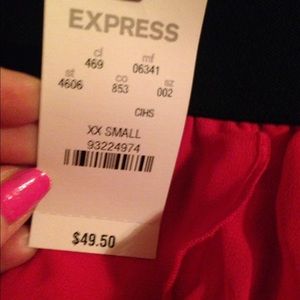 EXPRESS
cl mf
469 06341
st co sz
4606 853 002
CIHS
XX SMALL
93224974
$49.50